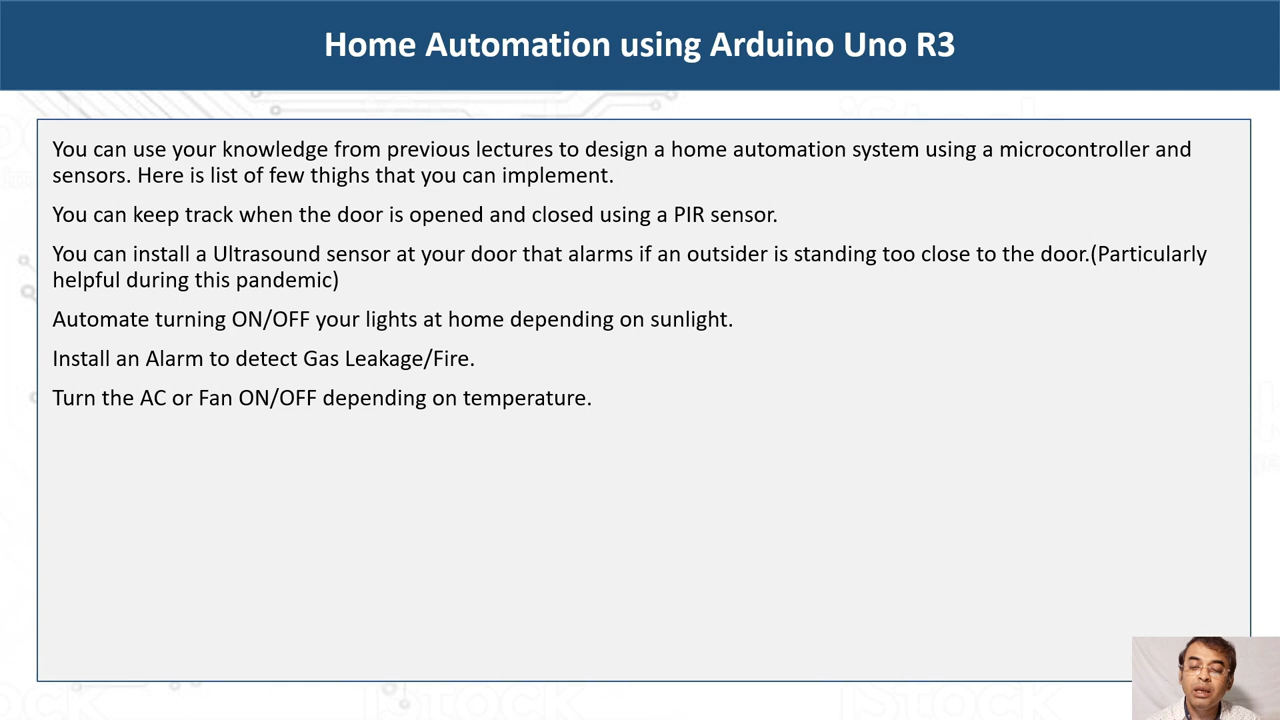 Home Automation using Arduino Uno R3
You can use your knowledge from previous lectures to design a home automation system using a microcontroller and
sensors. Here is list of few thighs that you can implement.
You can keep track when the door is opened and closed using a PIR sensor.
You can install a Ultrasound sensor at your door that alarms if an outsider is standing too close to the door.(Particularly
helpful during this pandemic)
Automate turning ON/OFF your lights at home depending on sunlight.
Install an Alarm to detect Gas Leakage/Fire.
Turn the AC or Fan ON/OFF depending on temperature.
iStock